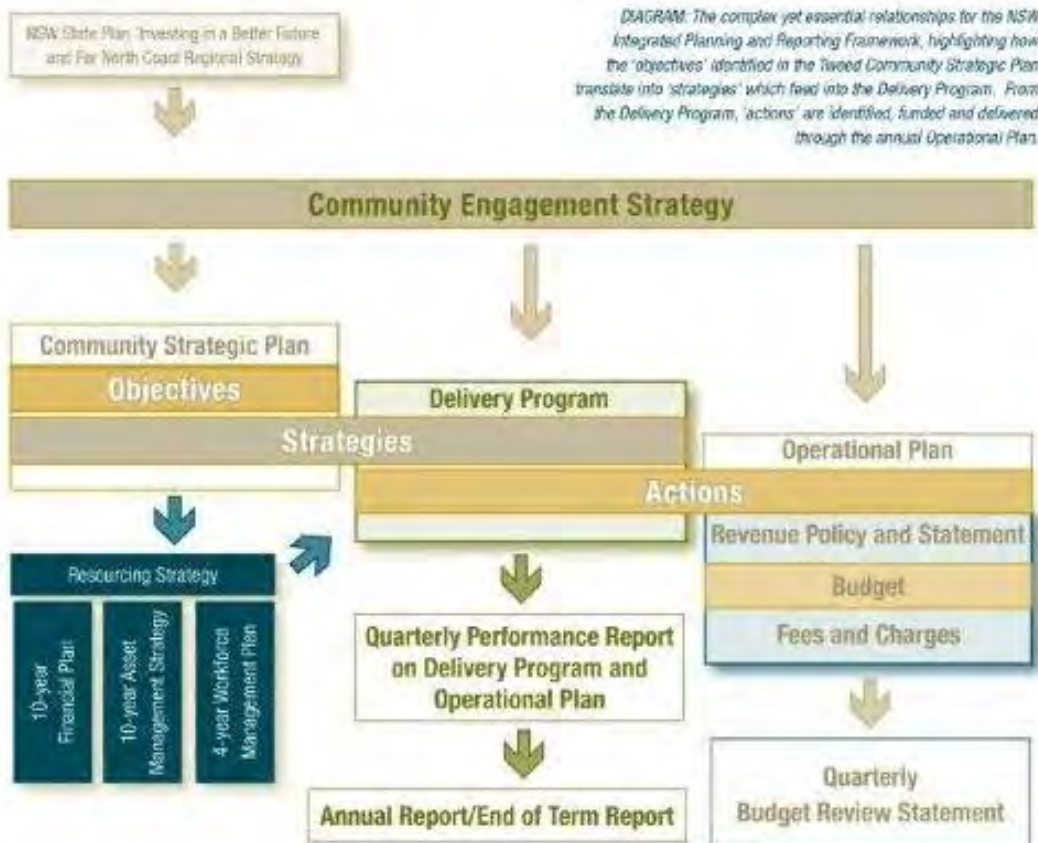 NSW State Plan 'Investing in a Better Future
and Far North Coast Regional Strategy
DIAGRAM: The complex yet essential relationships for the NSW
Integrated Planning and Reporting Framework, highlighting how
the 'objectives' identified in the Tweed Community Strategic Plan
translate into 'strategies' which feed into the Delivery Program. From
the Delivery Program, 'actions' are identified, funded and delivered
through the annual Operational Plan.
Community Engagement Strategy
Community Strategic Plan
Objectives
Delivery Program
Strategies
Operational Plan
Actions
Revenue Policy and Statement
Budget
Fees and Charges
Resourcing Strategy
10-year
Financial Plan
10-year Asset
Management Strategy
4-year Workforce
Management Plan
Quarterly Performance Report
on Delivery Program and
Operational Plan
Annual Report/End of Term Report
Quarterly
Budget Review Statement